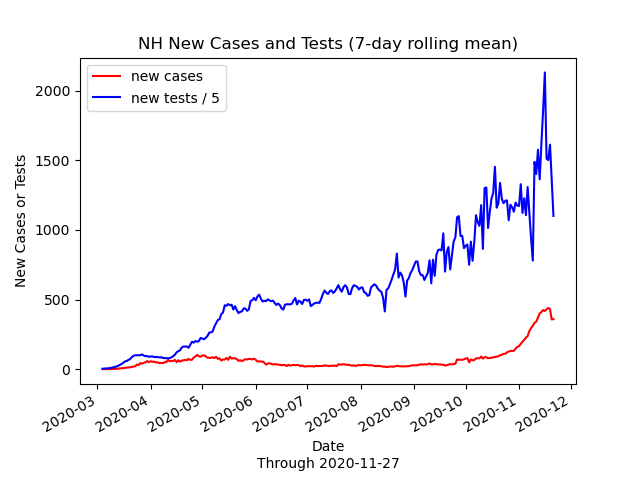 NH New Cases and Tests (7-day rolling mean)
new cases
new tests / 5
New Cases or Tests
2000
1500
1000
500
0
2020-03
2020-04
2020-05
2020-06
2020-07
2020-08
2020-09
2020-10
2020-11
2020-12
Date
Through 2020-11-27